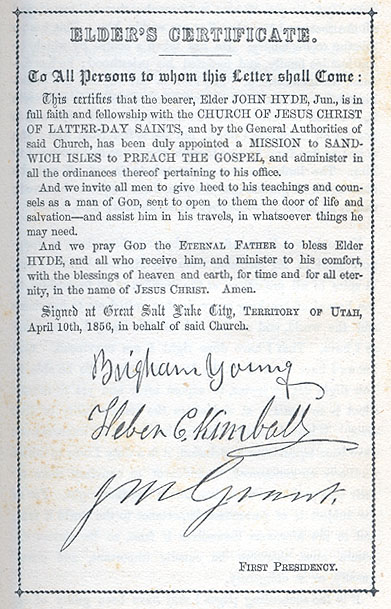 ELDER'S CERTIFICATE.
To All Persons to whom this Letter shall Come:
This certifies that the bearer, Elder JOHN HYDE, Jun., is in
full faith and fellowship with the CHURCH OF JESUS CHRIST
OF LATTER-DAY SAINTS, and by the General Authorities of
said Church, has been duly appointed a MISSION to SAND-
WICH ISLES to PREACH THE GOSPEL, and administer in
all the ordinances thereof pertaining to his office.
And we invite all men to give heed to his teachings and coun-
sels as a man of GOD, sent to open to them the door of life and
salvation—and assist him in his travels, in whatsoever things he
may need.
And we pray GOD the ETERNAL FATHER to bless Elder
HYDE, and all who receive him, and minister to his comfort,
with the blessings of heaven and earth, for time and for all eter-
nity, in the name of JESUS CHRIST. Amen.
Signed at Great Salt Lake City, TERRITORY OF UTAH,
April 10th, 1856, in behalf of said Church.
Brigham Young
Heber C Kimball
J M Grant
FIRST PRESIDENCY.